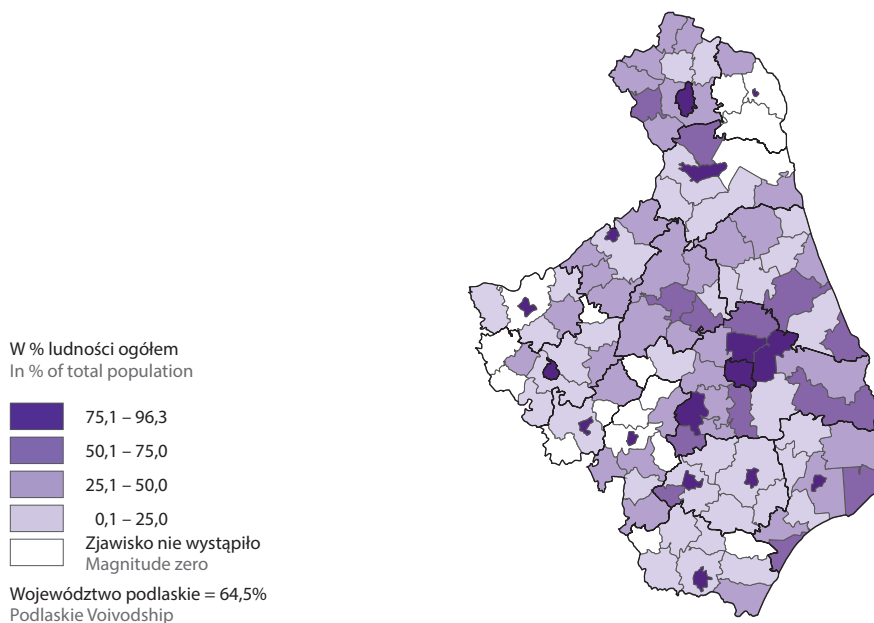 W % ludności ogółem
In % of total population
75,1 – 96,3
50,1 – 75,0
25,1 – 50,0
0,1 – 25,0
Zjawisko nie wystąpiło
Magnitude zero
Województwo podlaskie = 64,5%
Podlaskie Voivodship